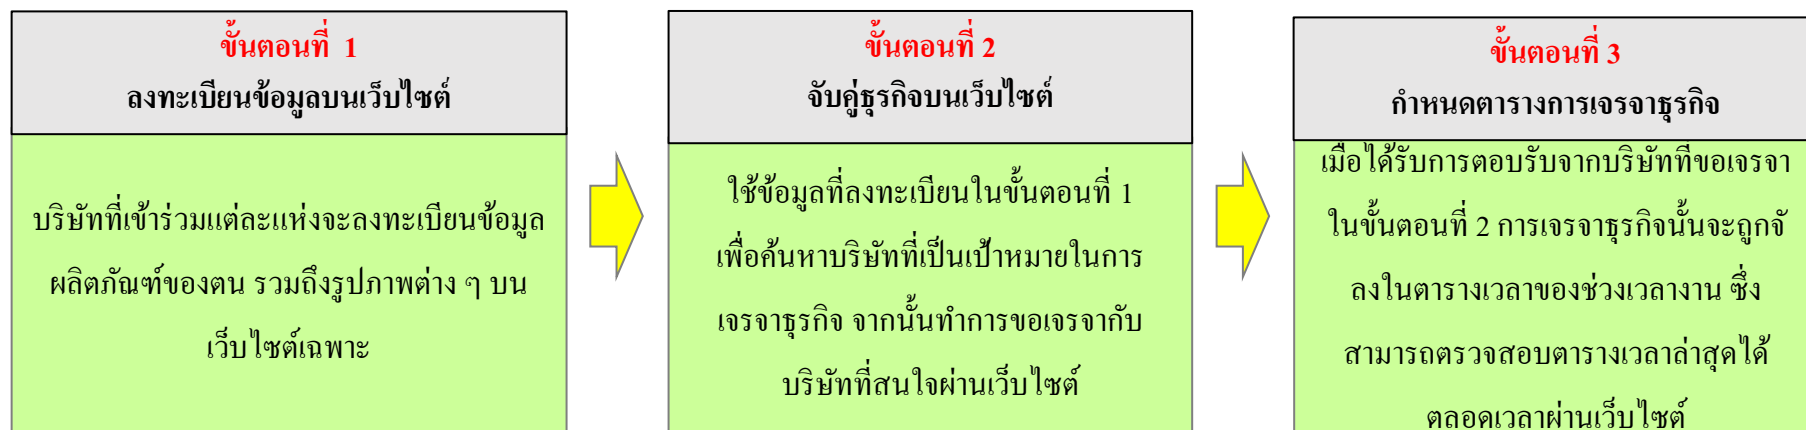 ขั้นตอนที่ 1
ลงทะเบียนข้อมูลบนเว็บไซต์
บริษัทที่เข้าร่วมแต่ละแห่งจะลงทะเบียนข้อมูล
ผลิตภัณฑ์ของตน รวมถึงรูปภาพต่าง ๆ บน
เว็บไซต์เฉพาะ
ขั้นตอนที่ 2
จับคู่ธุรกิจบนเว็บไซต์
ใช้ข้อมูลที่ลงทะเบียนในขั้นตอนที่ 1
เพื่อค้นหาบริษัทที่เป็นเป้าหมายในการ
เจรจาธุรกิจ จากนั้นทำการขอเจรจากับ
บริษัทที่สนใจผ่านเว็บไซต์
ขั้นตอนที่ 3
กำหนดตารางการเจรจาธุรกิจ
เมื่อได้รับการตอบรับจากบริษัทที่ขอเจรจา
ในขั้นตอนที่ 2 การเจรจาธุรกิจนั้นจะถูกจั
ลงในตารางเวลาของช่วงเวลางาน ซึ่ง
สามารถตรวจสอบตารางเวลาล่าสุดได้
ตลอดเวลาผ่านเว็บไซต์